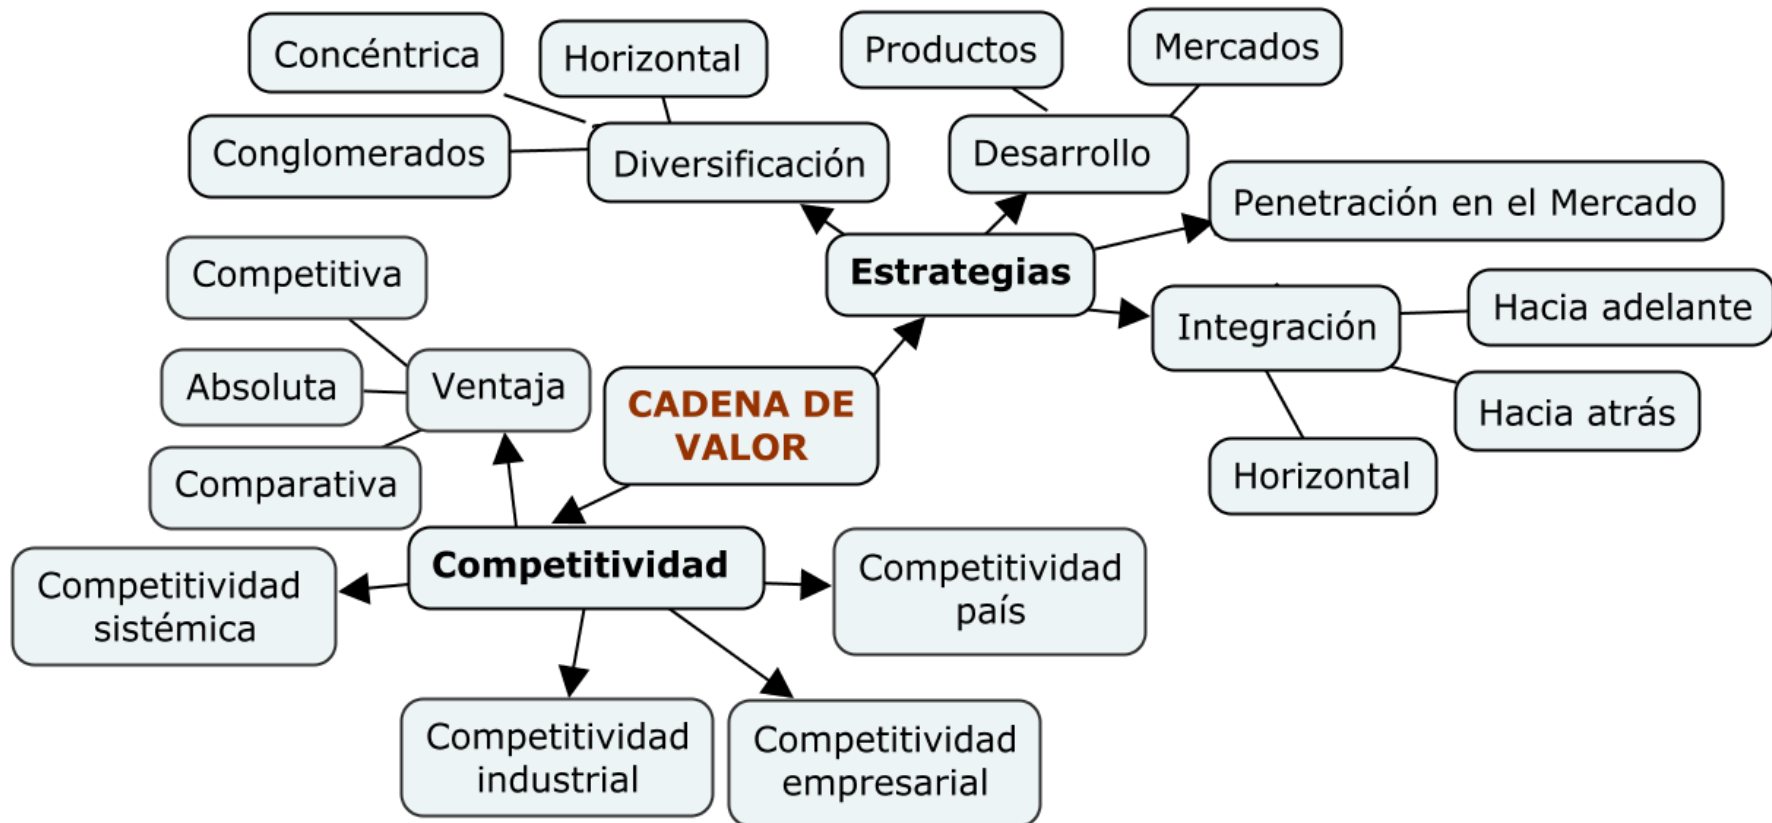 Concéntrica
Horizontal
Productos
Mercados
Conglomerados
Diversificación
Desarrollo
Penetración en el Mercado
Competitiva
Estrategias
Integración
Hacia adelante
Absoluta
Ventaja
CADENA DE
VALOR
Hacia atrás
Comparativa
Horizontal
Competitividad
Competitividad
sistémica
Competitividad
país
Competitividad
industrial
Competitividad
empresarial